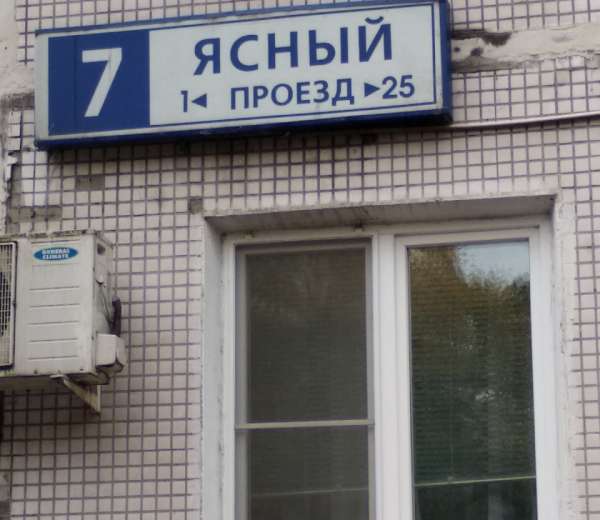 7
ЯСНЫЙ
1◄ ПРОЕЗД ►25
GENERAL
CLIMATE